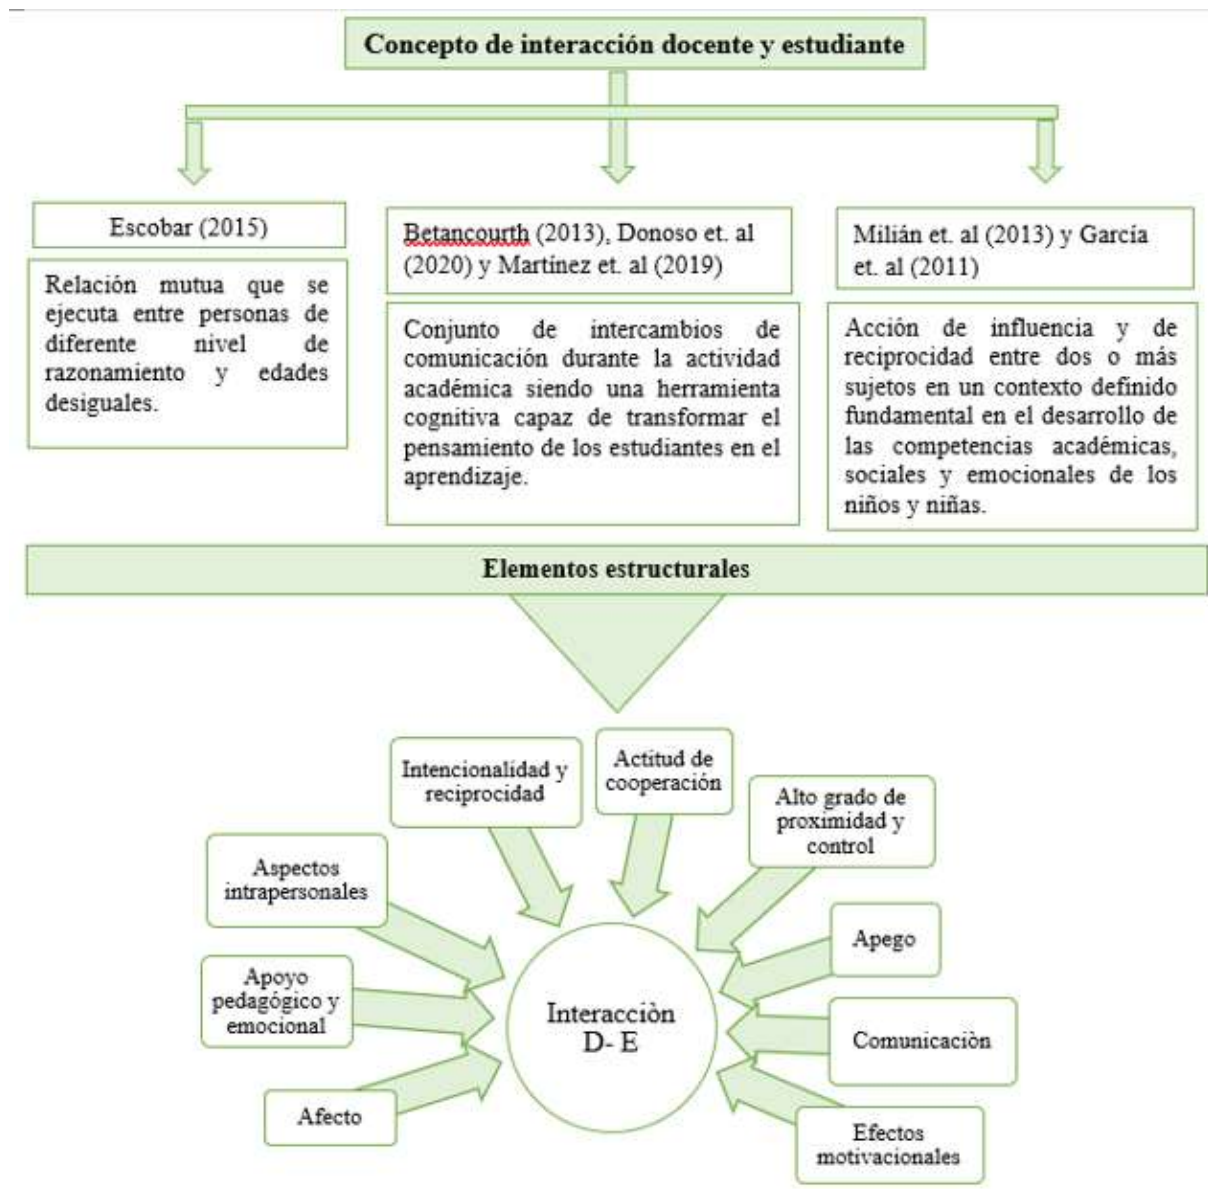 Concepto de interacción docente y estudiante
Escobar (2015)
Relación mutua que se
ejecuta entre personas de
diferente nivel de
razonamiento y edades
desiguales.
Betancourth (2013), Donoso et. al
(2020) y Martínez et. al (2019)
Conjunto de intercambios de
comunicación durante la actividad
académica siendo una herramienta
cognitiva capaz de transformar el
pensamiento de los estudiantes en el
aprendizaje.
Milián et. al (2013) y García
et. al (2011)
Acción de influencia y de
reciprocidad entre dos o más
sujetos en un contexto definido
fundamental en el desarrollo de
las competencias académicas,
sociales y emocionales de los
niños y niñas.
Elementos estructurales
Intencionalidad y
reciprocidad
Actitud de
cooperación
Alto grado de
proximidad y
control
Aspectos
intrapersonales
Apego
Apoyo
pedagógico y
emocional
Interacciòn
D- E
Comunicaciòn
Afecto
Efectos
motivacionales